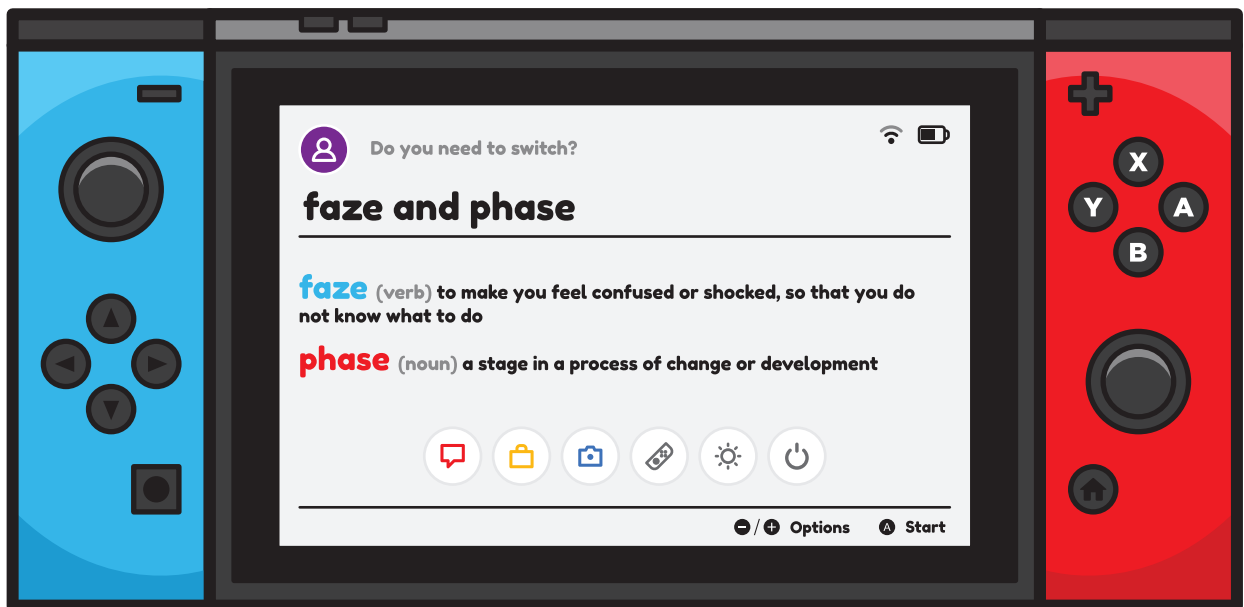 Do you need to switch?
faze and phase
faze (verb) to make you feel confused or shocked, so that you do
not know what to do
phase (noun) a stage in a process of change or development
X
Y A
B
-/+ Options A Start